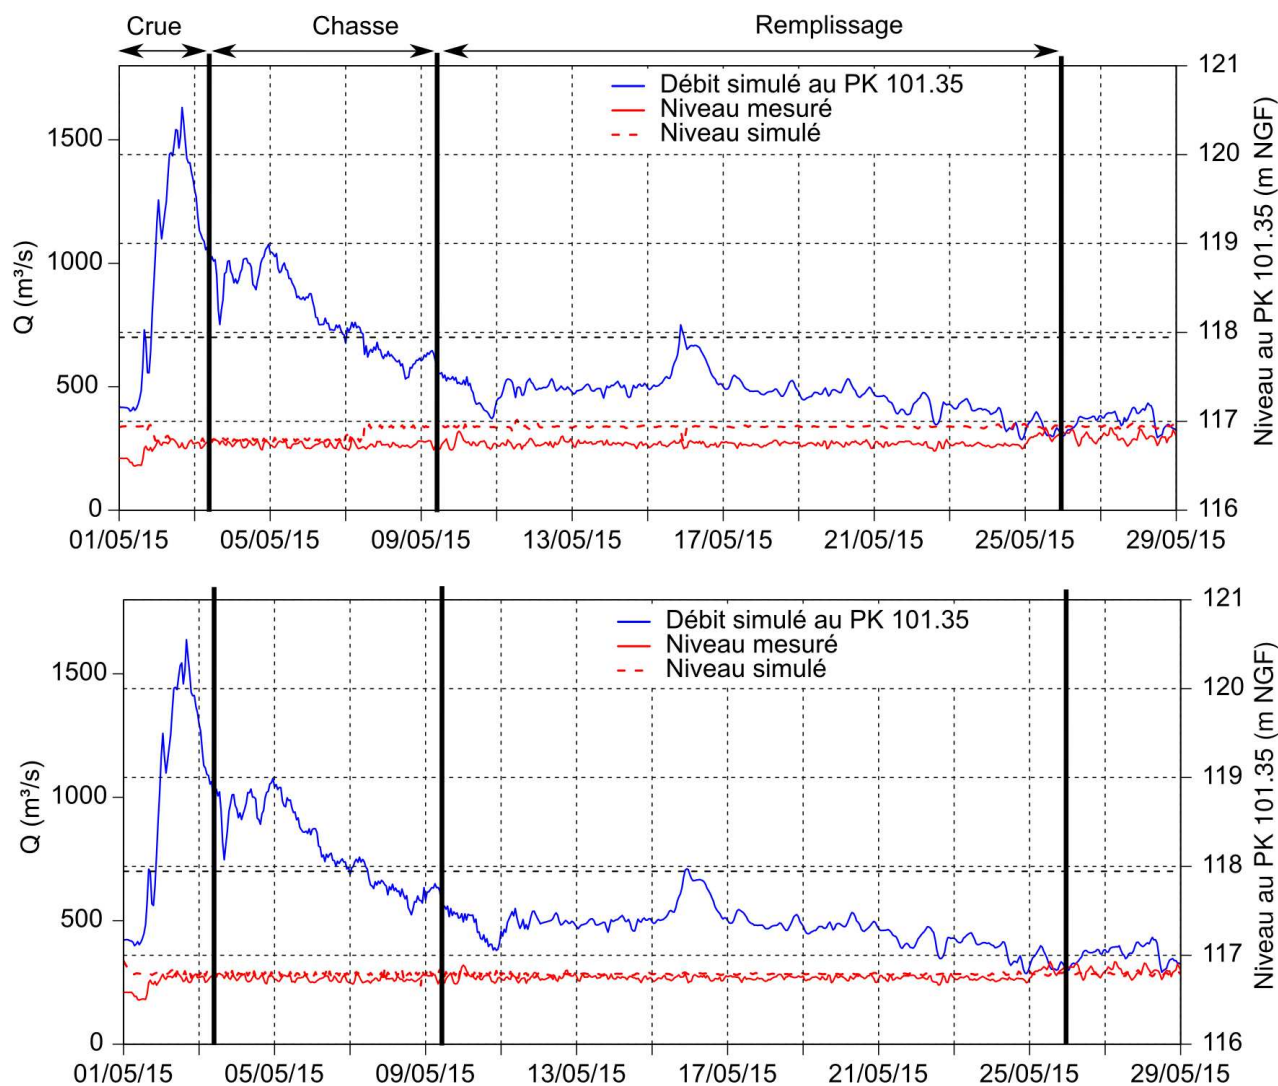 Crue Chasse Remplissage
121
Débit simulé au PK 101.35
Niveau mesuré
Niveau simulé
1500
120
119
1000
118
500
117
0
116
Q (m³/s)
Niveau au PK 101.35 (m NGF)
01/05/15 05/05/15 09/05/15 13/05/15 17/05/15 21/05/15 25/05/15 29/05/15
121
Débit simulé au PK 101.35
Niveau mesuré
Niveau simulé
1500
120
119
1000
118
500
117
0
116
Q (m³/s)
Niveau au PK 101.35 (m NGF)
01/05/15 05/05/15 09/05/15 13/05/15 17/05/15 21/05/15 25/05/15 29/05/15